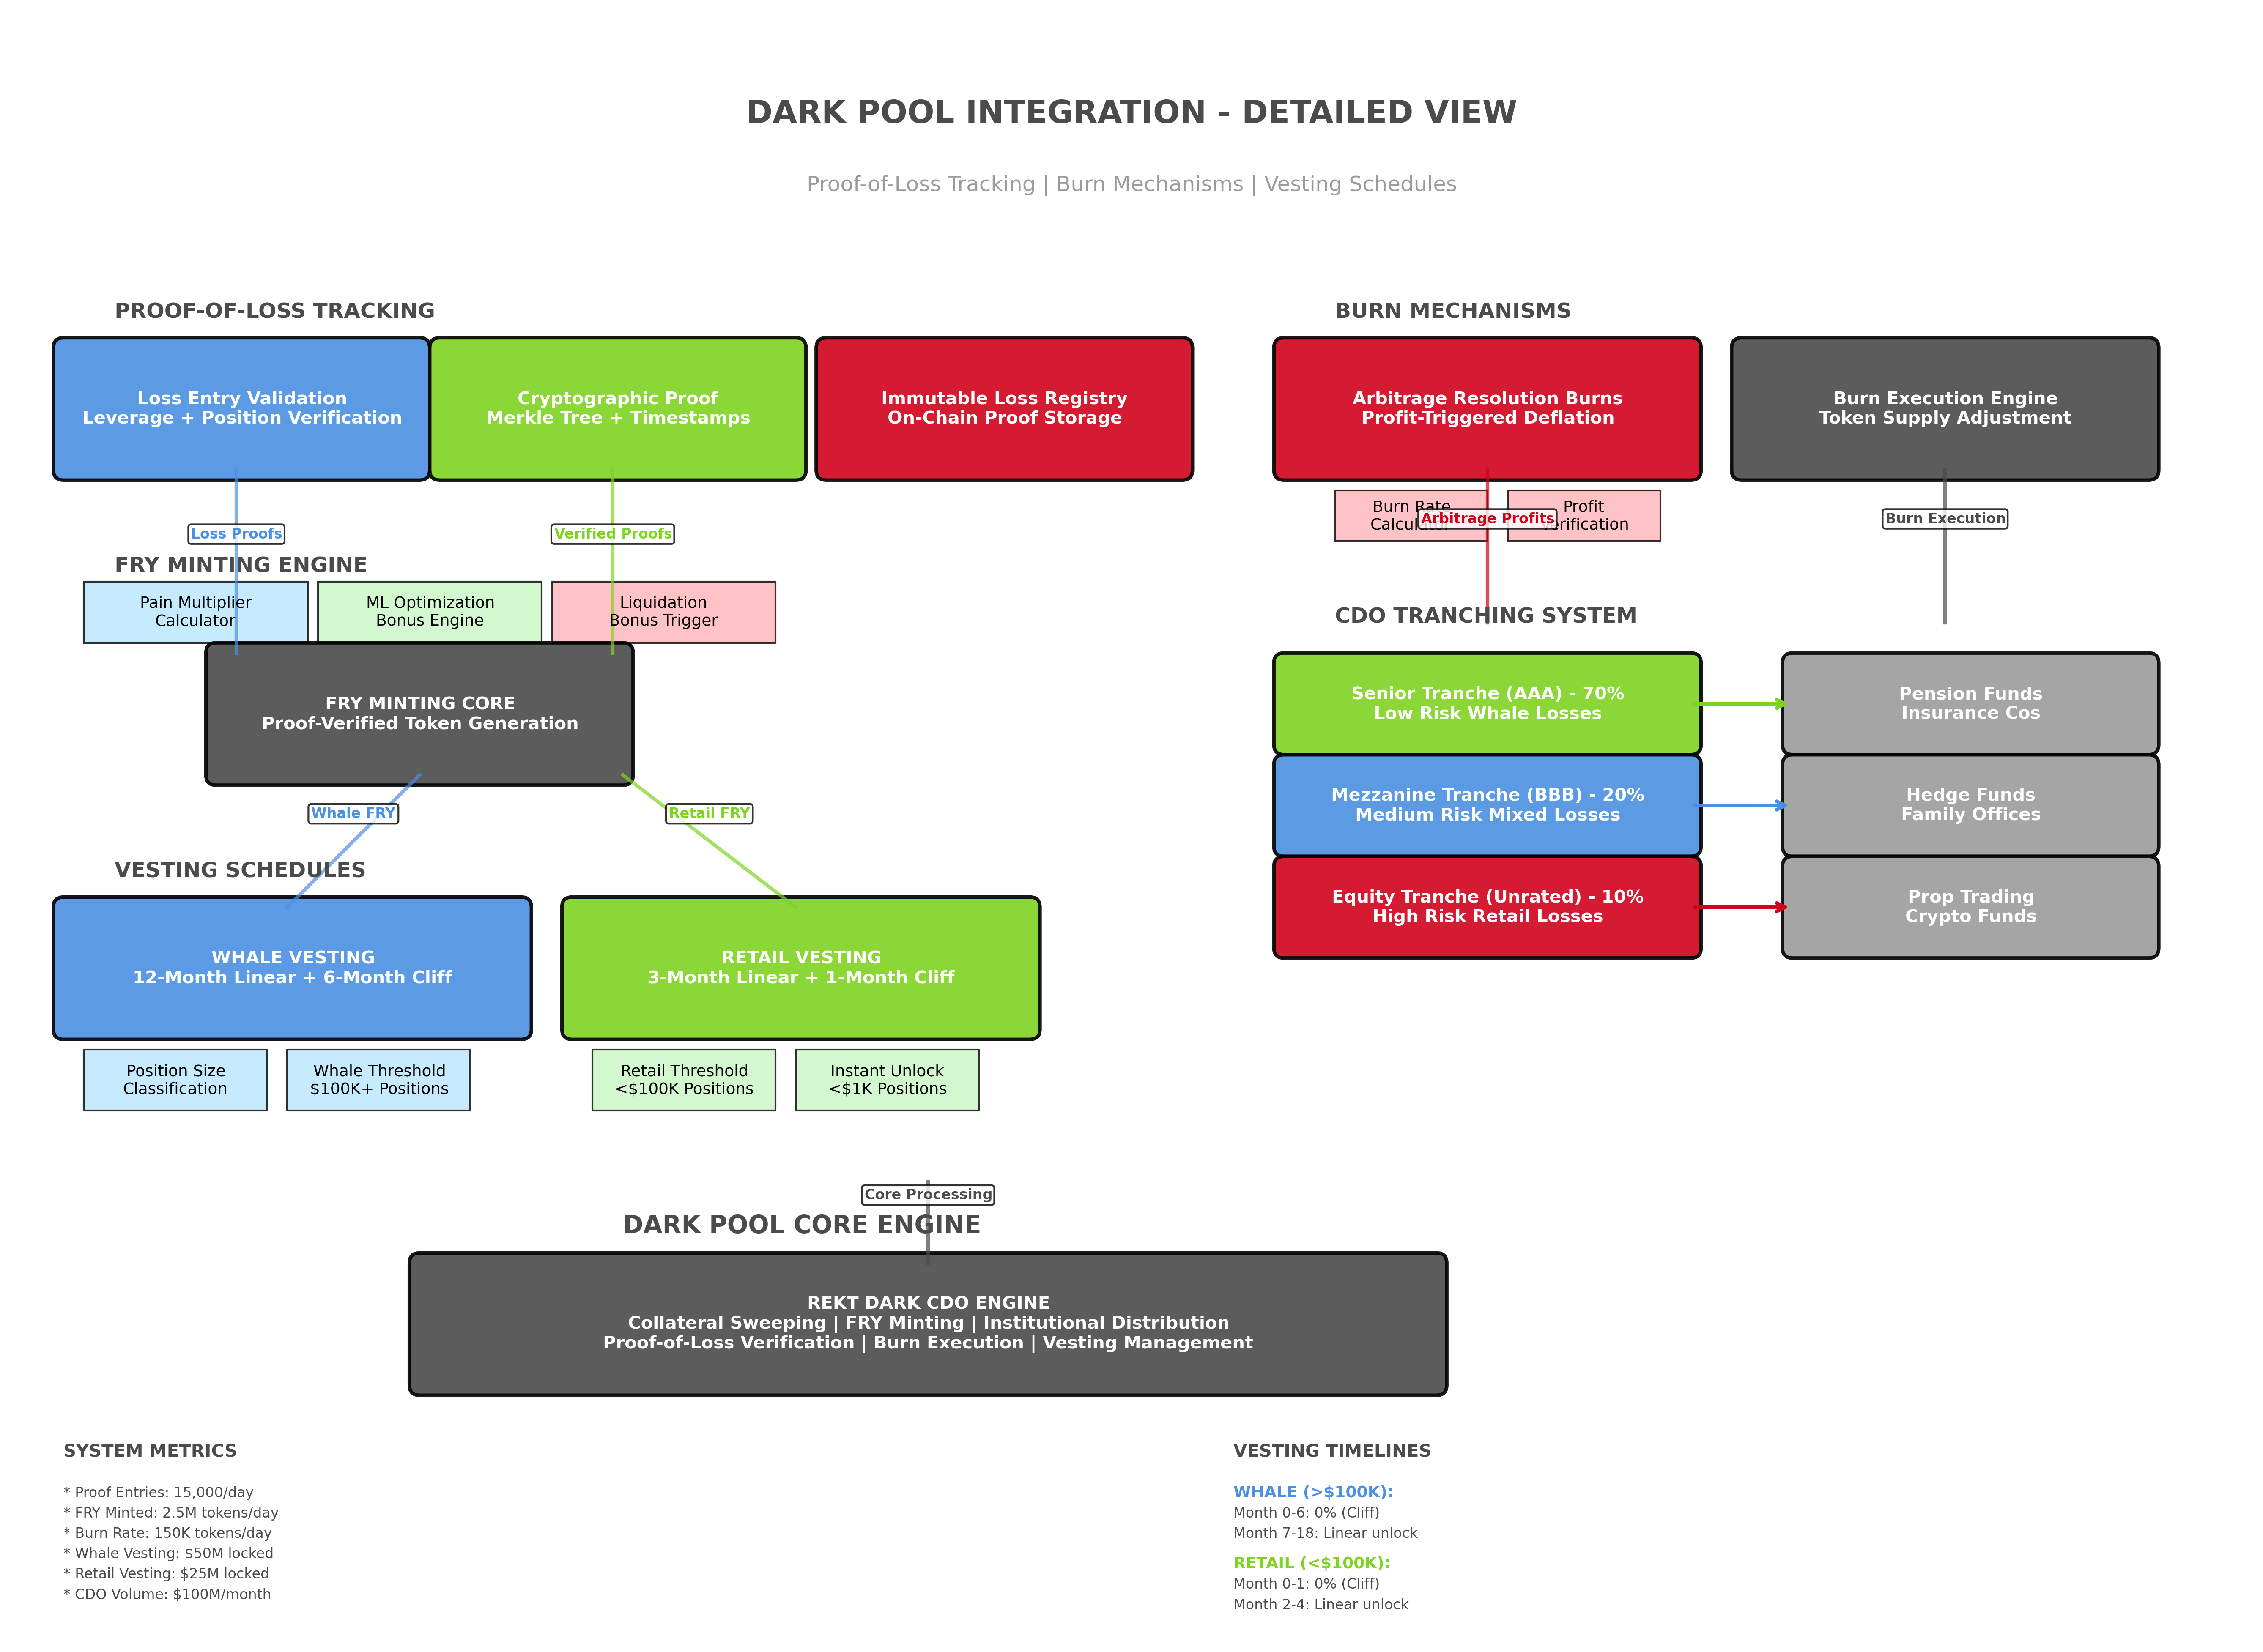 DARK POOL INTEGRATION - DETAILED VIEW
Proof-of-Loss Tracking | Burn Mechanisms | Vesting Schedules
PROOF-OF-LOSS TRACKING
Loss Entry Validation
Leverage + Position Verification
Cryptographic Proof
Merkle Tree + Timestamps
Immutable Loss Registry
On-Chain Proof Storage
Loss Proofs
Verified Proofs
FRY MINTING ENGINE
Pain Multiplier
Calculator
ML Optimization
Bonus Engine
Liquidation
Bonus Trigger
FRY MINTING CORE
Proof-Verified Token Generation
Whale FRY
Retail FRY
VESTING SCHEDULES
WHALE VESTING
12-Month Linear + 6-Month Cliff
RETAIL VESTING
3-Month Linear + 1-Month Cliff
Position Size
Classification
Whale Threshold
$100K+ Positions
Retail Threshold
<$100K Positions
Instant Unlock
<$1K Positions
BURN MECHANISMS
Arbitrage Resolution Burns
Profit-Triggered Deflation
Burn Execution Engine
Token Supply Adjustment
Burn Rate
Profit
Arbitrage Profits
Burn Execution
CDO TRANCHING SYSTEM
Senior Tranche (AAA) - 70%
Low Risk Whale Losses
Pension Funds
Insurance Cos
Mezzanine Tranche (BBB) - 20%
Medium Risk Mixed Losses
Hedge Funds
Family Offices
Equity Tranche (Unrated) - 10%
High Risk Retail Losses
Prop Trading
Crypto Funds
Core Processing
DARK POOL CORE ENGINE
REKT DARK CDO ENGINE
Collateral Sweeping | FRY Minting | Institutional Distribution
Proof-of-Loss Verification | Burn Execution | Vesting Management
SYSTEM METRICS
* Proof Entries: 15,000/day
* FRY Minted: 2.5M tokens/day
* Burn Rate: 150K tokens/day
* Whale Vesting: $50M locked
* Retail Vesting: $25M locked
* CDO Volume: $100M/month
VESTING TIMELINES
WHALE (>$100K):
Month 0-6: 0% (Cliff)
Month 7-18: Linear unlock
RETAIL (<$100K):
Month 0-1: 0% (Cliff)
Month 2-4: Linear unlock